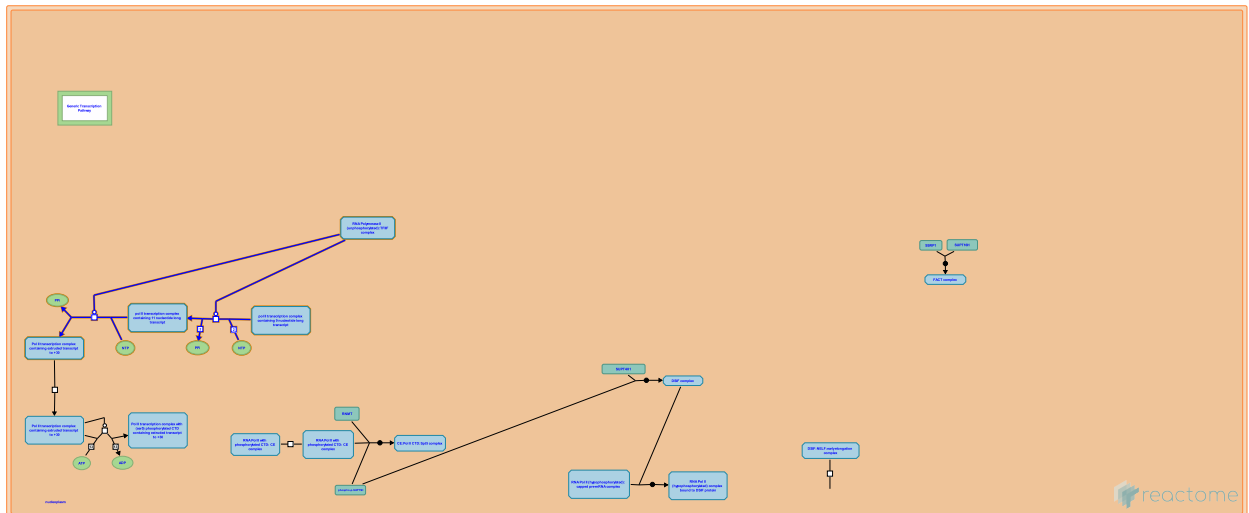 Generic Transcription
Pathway
RNA Polymerase II
(unphosphorylated):TFIIF
complex
SSRP1
SUPT16H
FACT complex
PPi
pol II transcription complex
containing 11 nucleotide long
transcript
pol II transcription complex
containing 9 nucleotide long
transcript
NTP
PPi
NTP
Pol II transcription complex
containing extruded transcript
to +30
SUPT4H1
DSIF complex
RNMT
Pol II transcription complex
containing extruded transcript
to +30
Pol II transcription complex with
(ser5) phosphorylated CTD
containing extruded transcript
to +30
RNA Pol II with
phosphorylated CTD: CE
complex
RNA Pol II with
phosphorylated CTD: CE
complex
CE:Pol II CTD:Spt5 complex
DSIF:NELF:early elongation
complex
ATP
ADP
RNA Pol II (hypophosphorylated):
capped pre-mRNA complex
RNA Pol II
(hypophosphorylated) complex
bound to DSIF protein
nucleoplasm
reactome